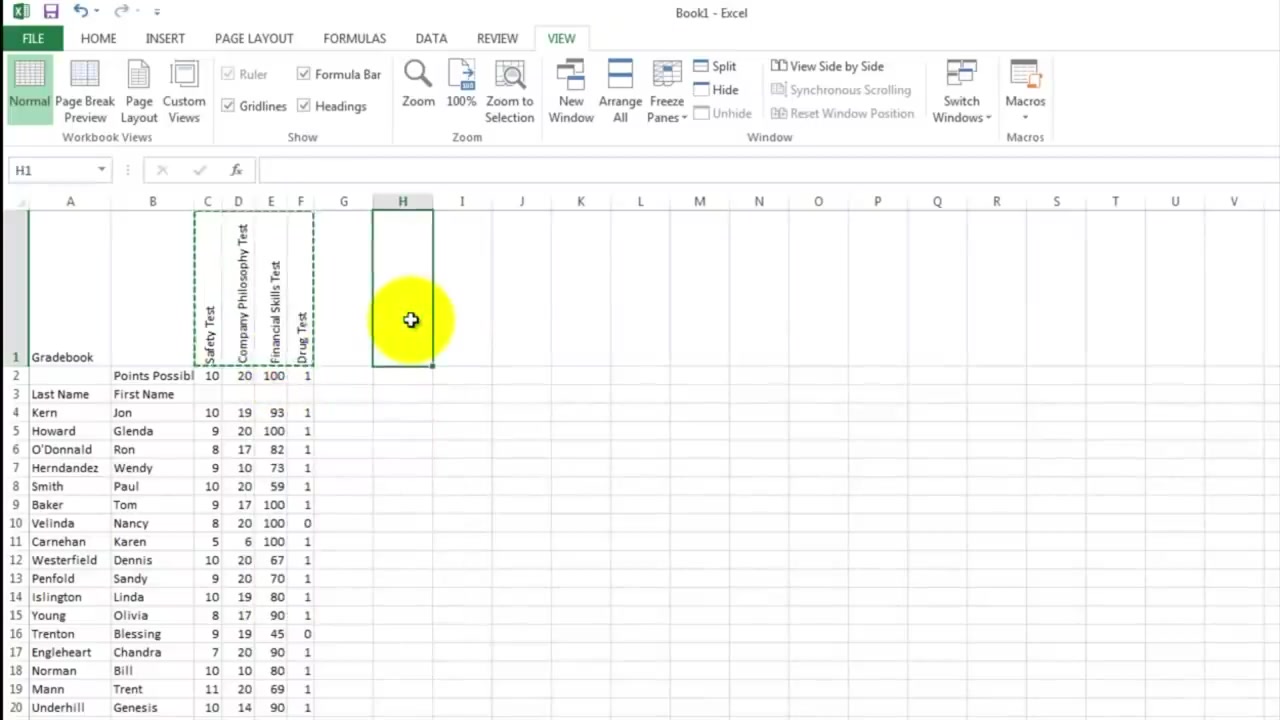 Book1 - Excel
FILE HOME INSERT PAGE LAYOUT FORMULAS DATA REVIEW VIEW
Normal
Page Break Preview
Page Layout
Custom Views
Workbook Views
Ruler
Formula Bar
Gridlines
Headings
Show
Zoom
100%
Zoom to Selection
Zoom
New Window
Arrange All
Freeze Panes
Split
Hide
Unhide
View Side by Side
Synchronous Scrolling
Reset Window Position
Window
Switch Windows
Macros
Macros
H1
fx
A B C D E F G H I J K L M N O P Q R S T U V
1 Gradebook Safety Test Company Philosophy Test Financial Skills Test Drug Test
2 Points Possibl 10 20 100 1
3 Last Name First Name
4 Kern Jon 10 19 93 1
5 Howard Glenda 9 20 100 1
6 O'Donnald Ron 8 17 82 1
7 Herndandez Wendy 9 10 73 1
8 Smith Paul 10 20 59 1
9 Baker Tom 9 17 100 1
10 Velinda Nancy 8 20 100 0
11 Carnehan Karen 5 6 100 1
12 Westerfield Dennis 10 20 67 1
13 Penfold Sandy 9 20 70 1
14 Islington Linda 10 19 80 1
15 Young Olivia 8 17 90 1
16 Trenton Blessing 9 19 45 0
17 Engleheart Chandra 7 20 90 1
18 Norman Bill 10 10 80 1
19 Mann Trent 11 20 69 1
20 Underhill Genesis 10 14 90 1